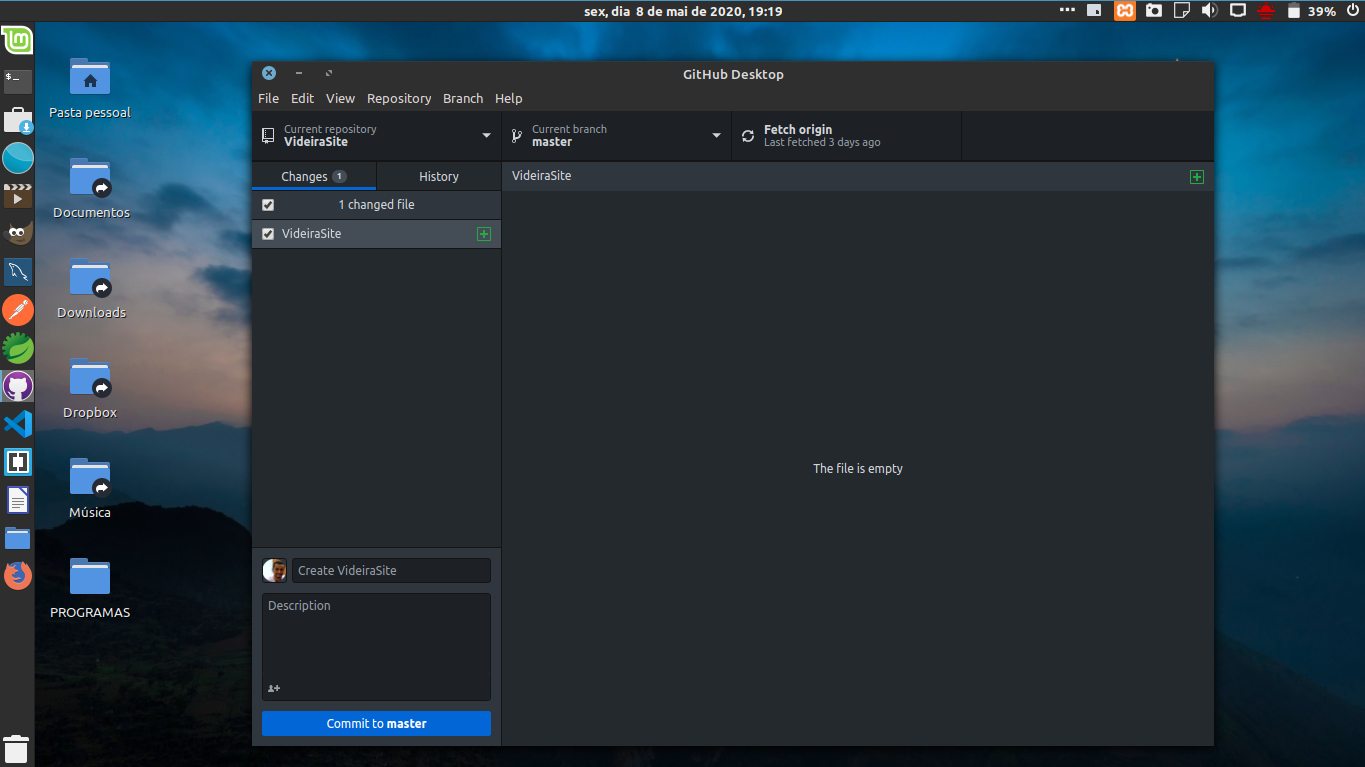 sex, dia 8 de mai de 2020, 19:19
39%
Pasta pessoal
Documentos
Downloads
Dropbox
Música
PROGRAMAS
GitHub Desktop
File Edit View Repository Branch Help
Current repository
VideiraSite
Current branch
master
Fetch origin
Last fetched 3 days ago
Changes 1
History
1 changed file
VideiraSite
VideiraSite
The file is empty
Create VideiraSite
Description
Commit to master